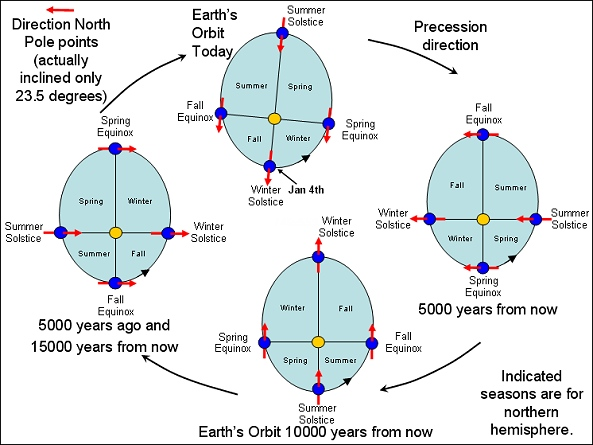 Direction North
Pole points
(actually
inclined only
23.5 degrees)
Earth's
Orbit
Today
Summer
Solstice
Precession
direction
Summer
Spring
Fall
Equinox
Spring
Equinox
Fall
Winter
Winter
Solstice
Jan 4th
Spring
Equinox
Spring
Winter
Summer
Solstice
Winter
Solstice
Summer
Fall
Fall
Equinox
5000 years ago and
15000 years from now
Fall
Equinox
Fall
Summer
Winter
Solstice
Summer
Solstice
Winter
Spring
Spring
Equinox
5000 years from now
Winter
Solstice
Winter
Fall
Spring
Equinox
Fall
Equinox
Spring
Summer
Summer
Solstice
Earth's Orbit 10000 years from now
Indicated
seasons are for
northern
hemisphere.